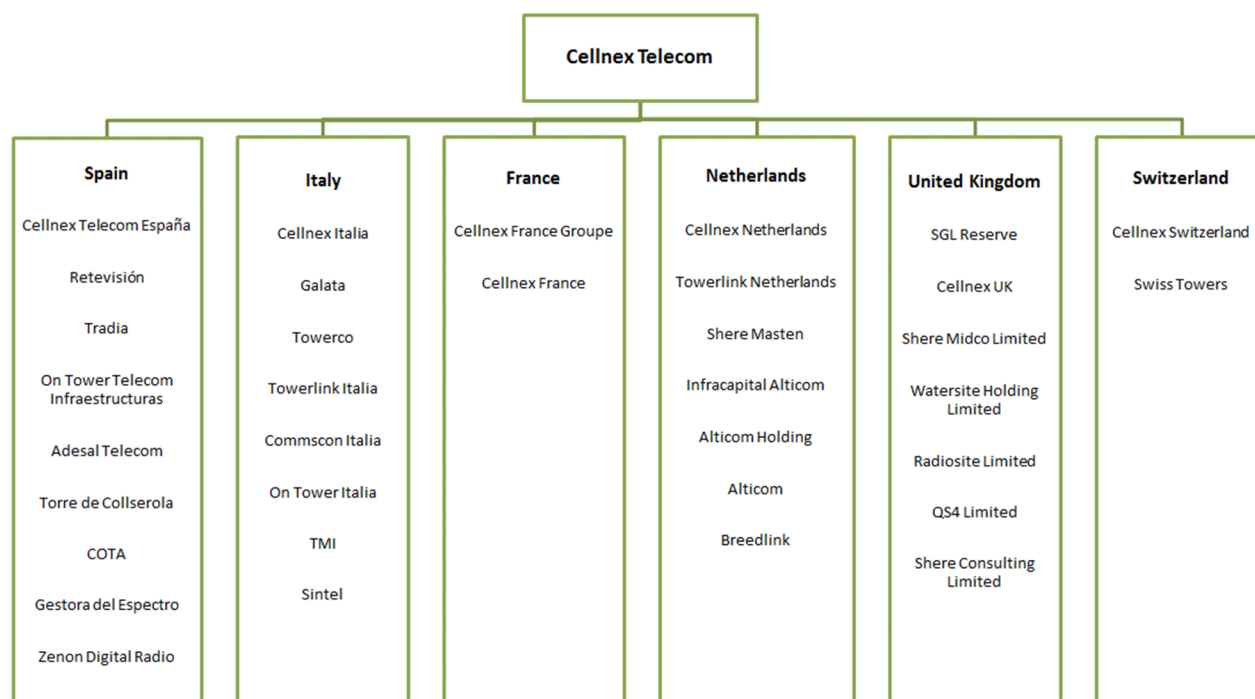 Cellnex Telecom
Spain
Cellnex Telecom España
Retevisión
Tradia
On Tower Telecom
Infraestructuras
Adesal Telecom
Torre de Collserola
COTA
Gestora del Espectro
Zenon Digital Radio
Italy
Cellnex Italia
Galata
Towerco
Towerlink Italia
Commscon Italia
On Tower Italia
TMI
Sintel
France
Cellnex France Groupe
Cellnex France
Netherlands
Cellnex Netherlands
Towerlink Netherlands
Shere Masten
Infracapital Alticom
Alticom Holding
Alticom
Breedlink
United Kingdom
SGL Reserve
Cellnex UK
Shere Midco Limited
Watersite Holding
Limited
Radiosite Limited
QS4 Limited
Shere Consulting
Limited
Switzerland
Cellnex Switzerland
Swiss Towers